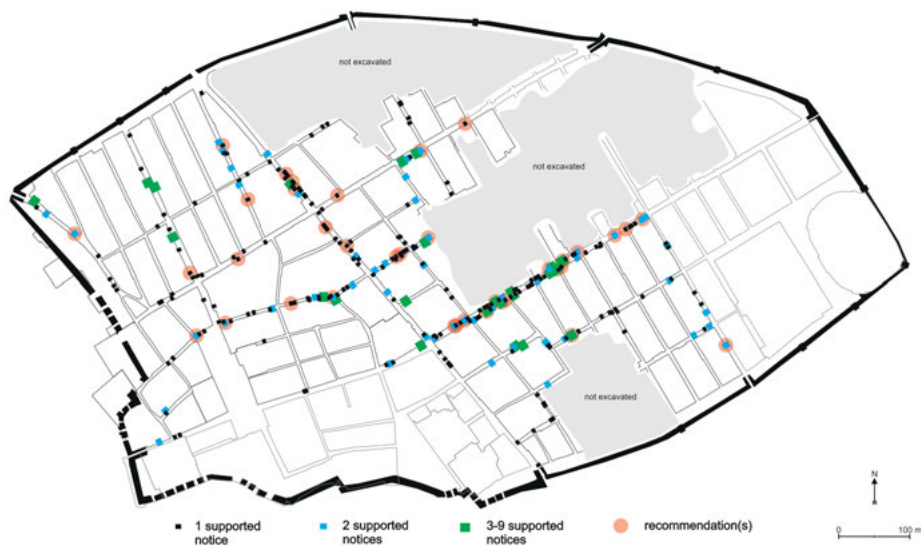 not excavated
not excavated
not excavated
1 supported notice
2 supported notices
3-9 supported notices
recommendation(s)
N
0 100 m